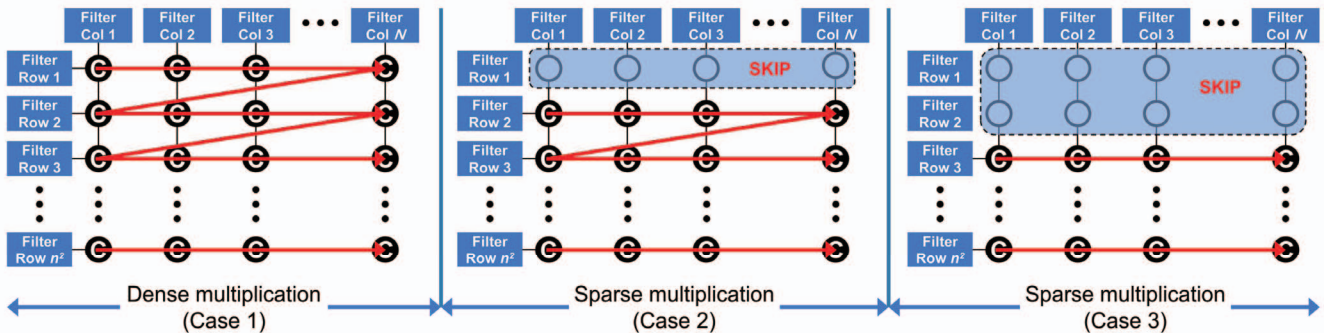 Filter Col 1
Filter Col 2
Filter Col 3
Filter Col N
Filter Row 1
C C C C
Filter Row 2
C C C C
Filter Row 3
C C C C
Filter Row n²
C C C C
Dense multiplication
(Case 1)
Filter Col 1
Filter Col 2
Filter Col 3
Filter Col N
Filter Row 1
SKIP
Filter Row 2
C C C C
Filter Row 3
C C C C
Filter Row n²
C C C C
Sparse multiplication
(Case 2)
Filter Col 1
Filter Col 2
Filter Col 3
Filter Col N
Filter Row 1
SKIP
Filter Row 2
Filter Row 3
C C C C
Filter Row n²
C C C C
Sparse multiplication
(Case 3)